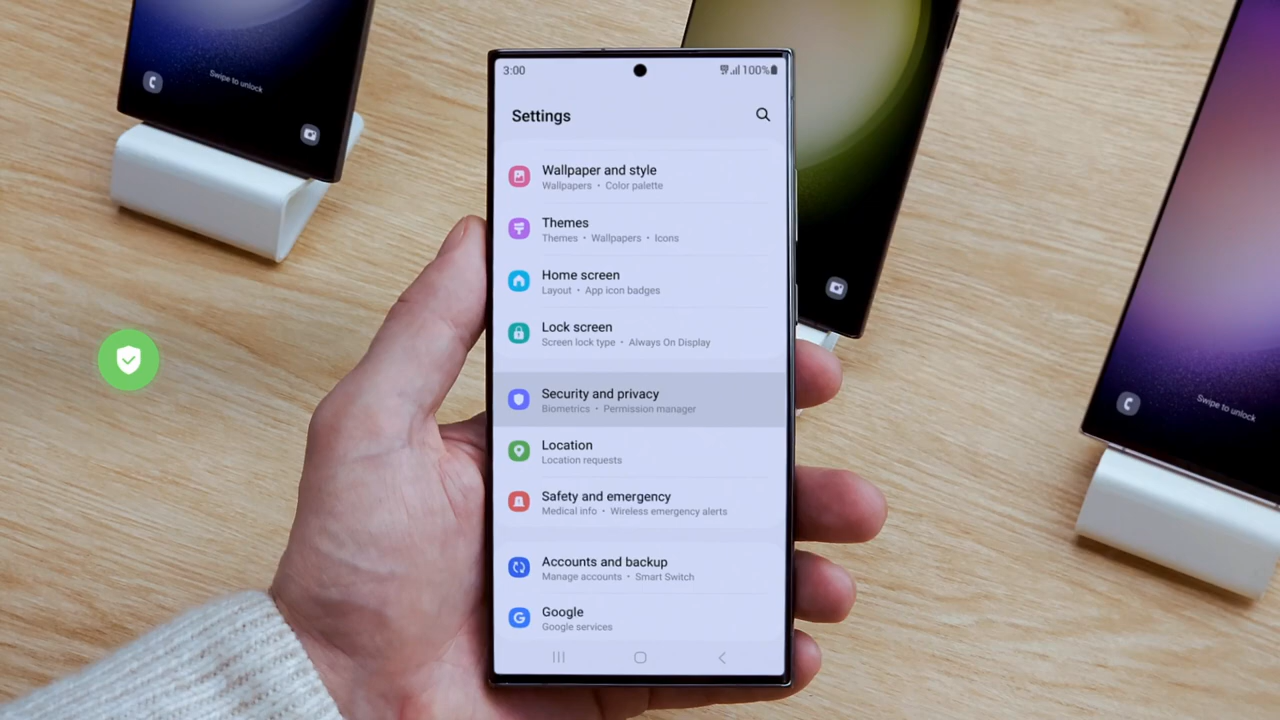 Swipe to unlock
3:00
100%
Settings
Wallpaper and style
Wallpapers • Color palette
Themes
Themes • Wallpapers • Icons
Home screen
Layout • App icon badges
Lock screen
Screen lock type • Always On Display
Security and privacy
Biometrics • Permission manager
Location
Location requests
Safety and emergency
Medical info • Wireless emergency alerts
Accounts and backup
Manage accounts • Smart Switch
Google
Google services
Swipe to unlock